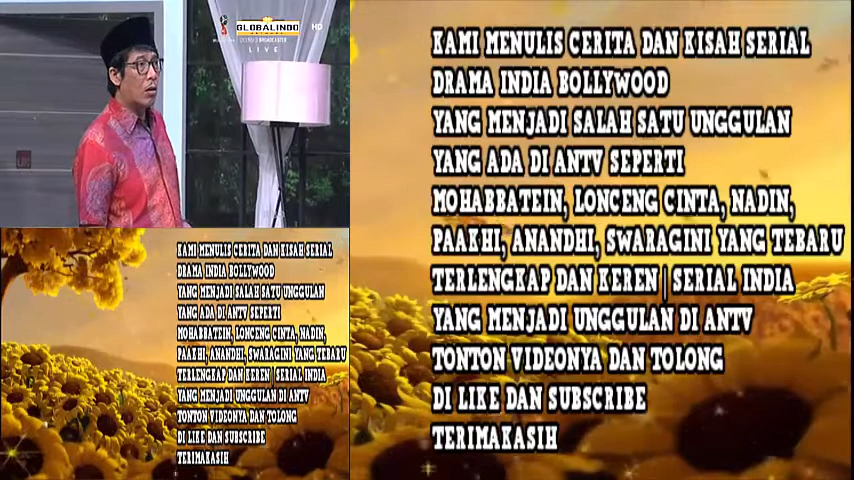 GLOBALINDO
HD
LIVE
KAMI MENULIS CERITA DAN KISAH SERIAL
DRAMA INDIA BOLLYWOOD
YANG MENJADI SALAH SATU UNGGULAN
YANG ADA DI ANTV SEPERTI
MOHABBATEIN, LONCENG CINTA, NADIN,
PAAKHI, ANANDHI, SWARAGINI YANG TEBARU
TERLENGKAP DAN KEREN | SERIAL INDIA
YANG MENJADI UNGGULAN DI ANTV
TONTON VIDEONYA DAN TOLONG
DI LIKE DAN SUBSCRIBE
TERIMAKASIH
KAMI MENULIS CERITA DAN KISAH SERIAL
DRAMA INDIA BOLLYWOOD
YANG MENJADI SALAH SATU UNGGULAN
YANG ADA DI ANTV SEPERTI
MOHABBATEIN, LONCENG CINTA, NADIN,
PAAKHI, ANANDHI, SWARAGINI YANG TEBARU
TERLENGKAP DAN KEREN | SERIAL INDIA
YANG MENJADI UNGGULAN DI ANTV
TONTON VIDEONYA DAN TOLONG
DI LIKE DAN SUBSCRIBE
TERIMAKASIH